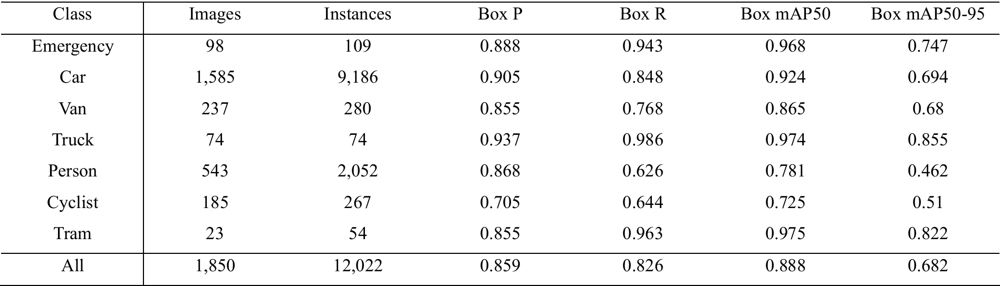 Class Images Instances Box P Box R Box mAP50 Box mAP50-95
Emergency 98 109 0.888 0.943 0.968 0.747
Car 1,585 9,186 0.905 0.848 0.924 0.694
Van 237 280 0.855 0.768 0.865 0.68
Truck 74 74 0.937 0.986 0.974 0.855
Person 543 2,052 0.868 0.626 0.781 0.462
Cyclist 185 267 0.705 0.644 0.725 0.51
Tram 23 54 0.855 0.963 0.975 0.822
All 1,850 12,022 0.859 0.826 0.888 0.682